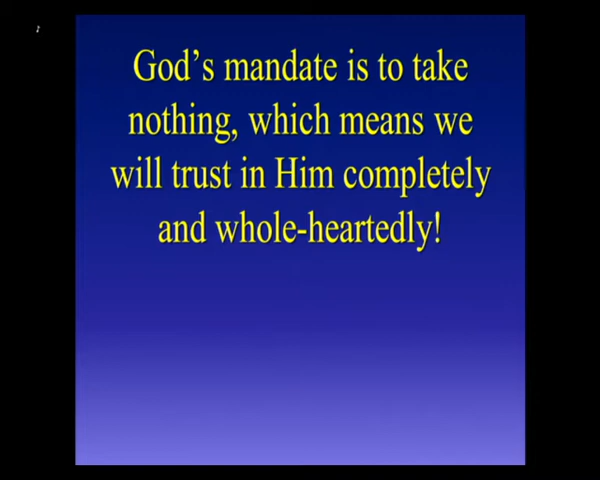 God’s mandate is to take
nothing, which means we
will trust in Him completely
and whole-heartedly!